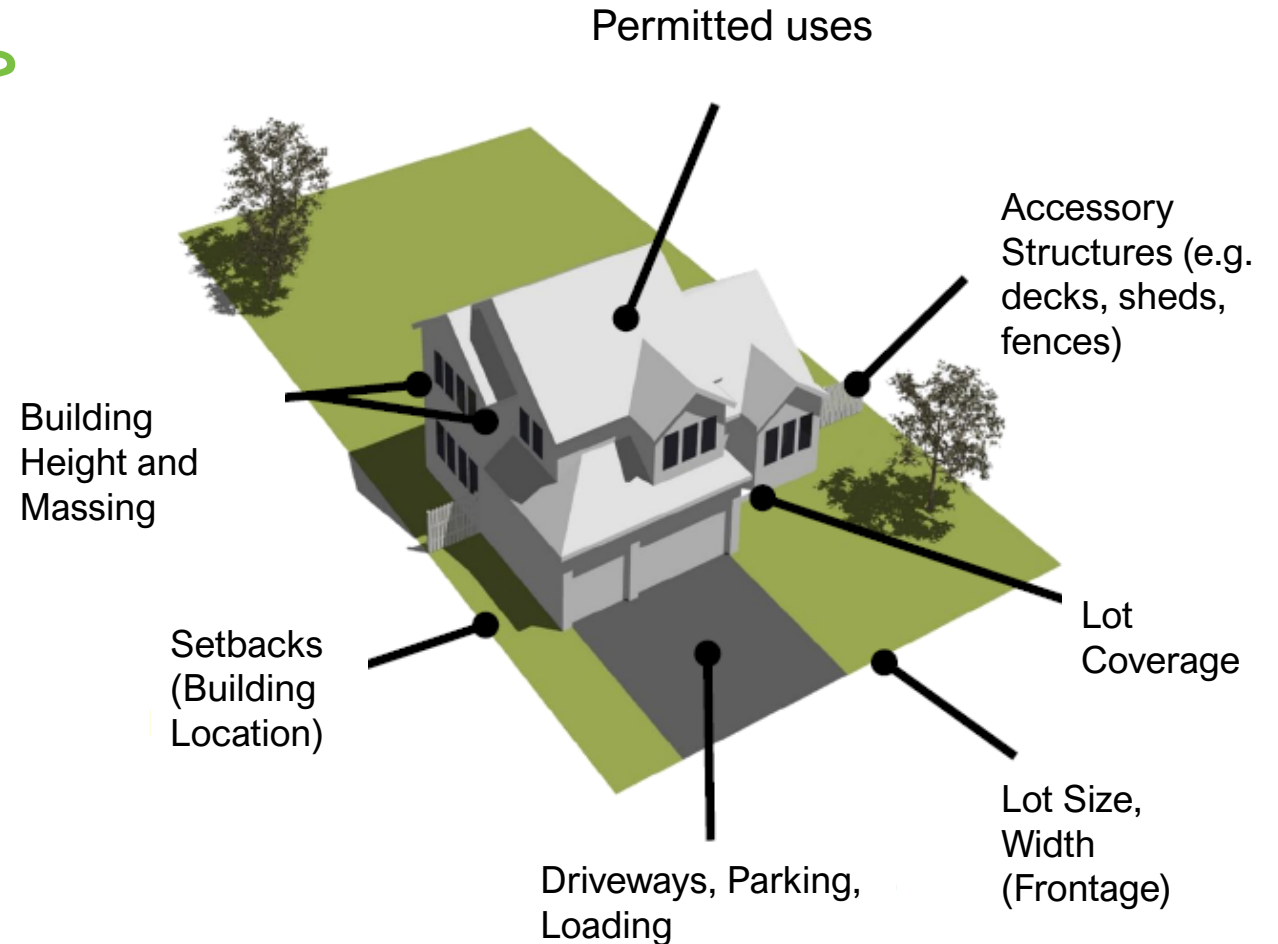 Permitted uses
Accessory
Structures (e.g.
decks, sheds,
fences)
Building
Height and
Massing
Setbacks
(Building
Location)
Lot
Coverage
Lot Size,
Width
(Frontage)
Driveways, Parking,
Loading